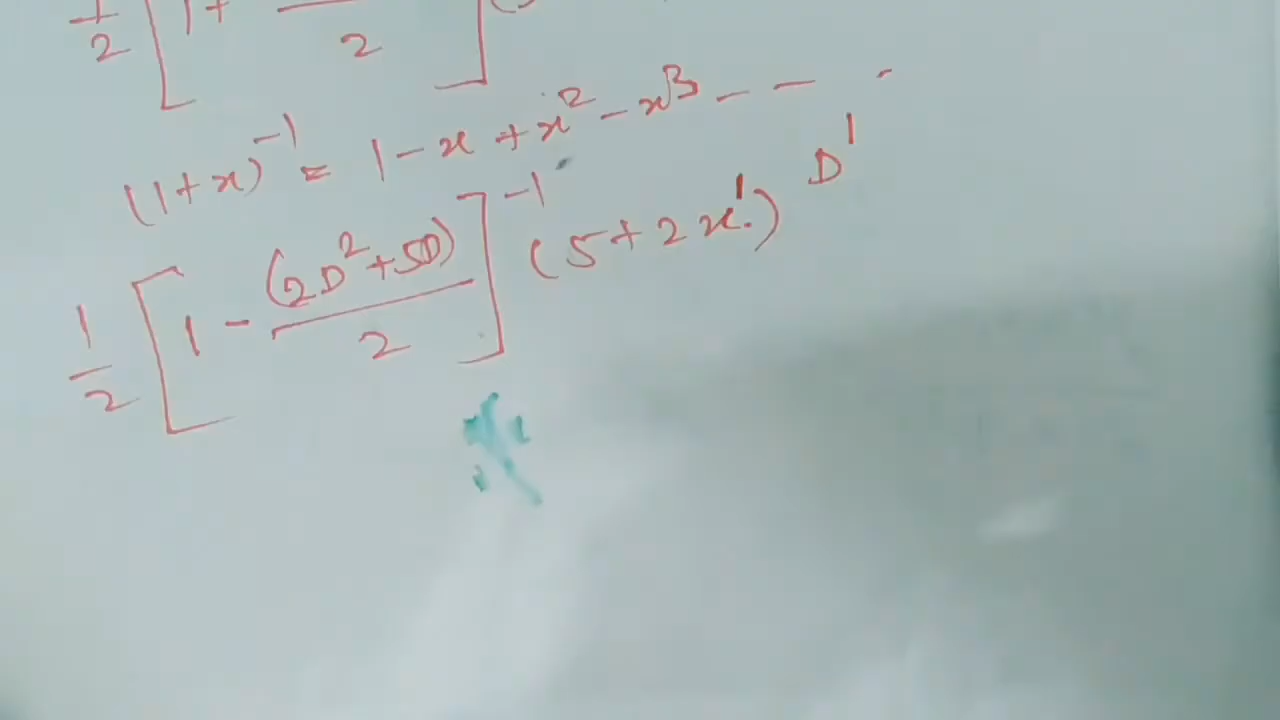 1/2 [1 + /2] (
(1+x)^-1 = 1 - x + x^2 - x^3 - - -
1/2 [1 - (2D^2+5D)/2]^-1 (5+2x^1.) D^1